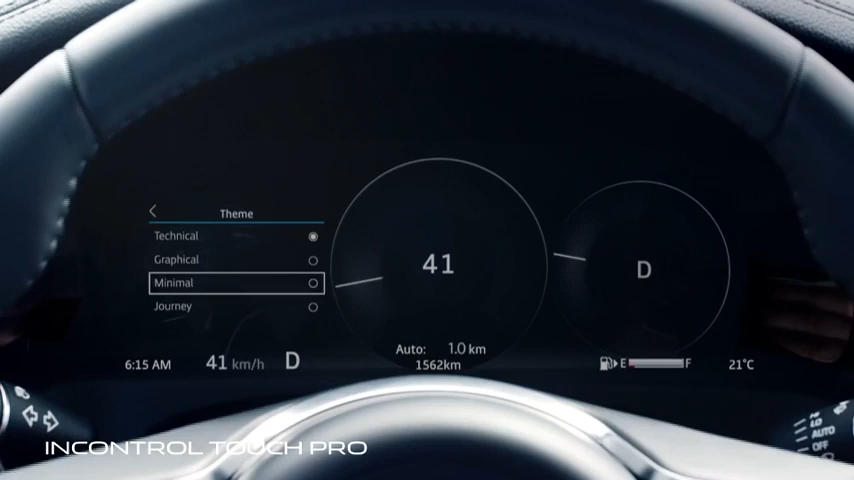 Theme
Technical
Graphical
Minimal
Journey
41
D
6:15 AM
41 km/h
D
Auto: 1.0 km
1562km
E
F
21°C
LO
AUTO
OFF
INCONTROL TOUCH PRO